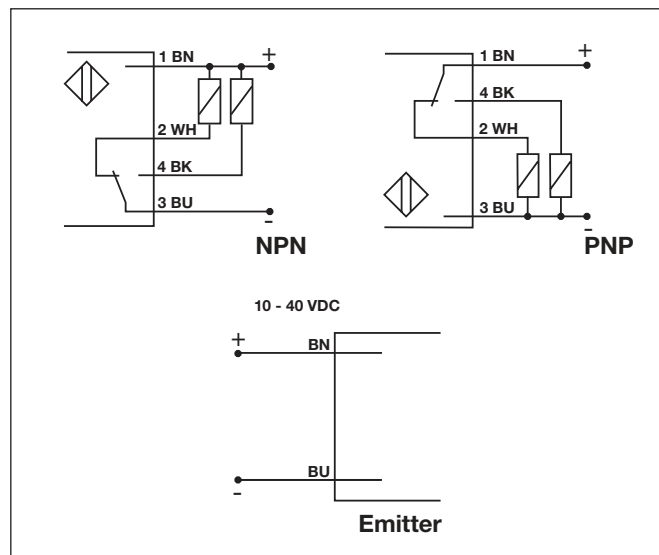 1 BN
+
2 WH
4 BK
3 BU
-
NPN
1 BN
+
4 BK
2 WH
3 BU
-
PNP
10 - 40 VDC
+
BN
BU
-
Emitter